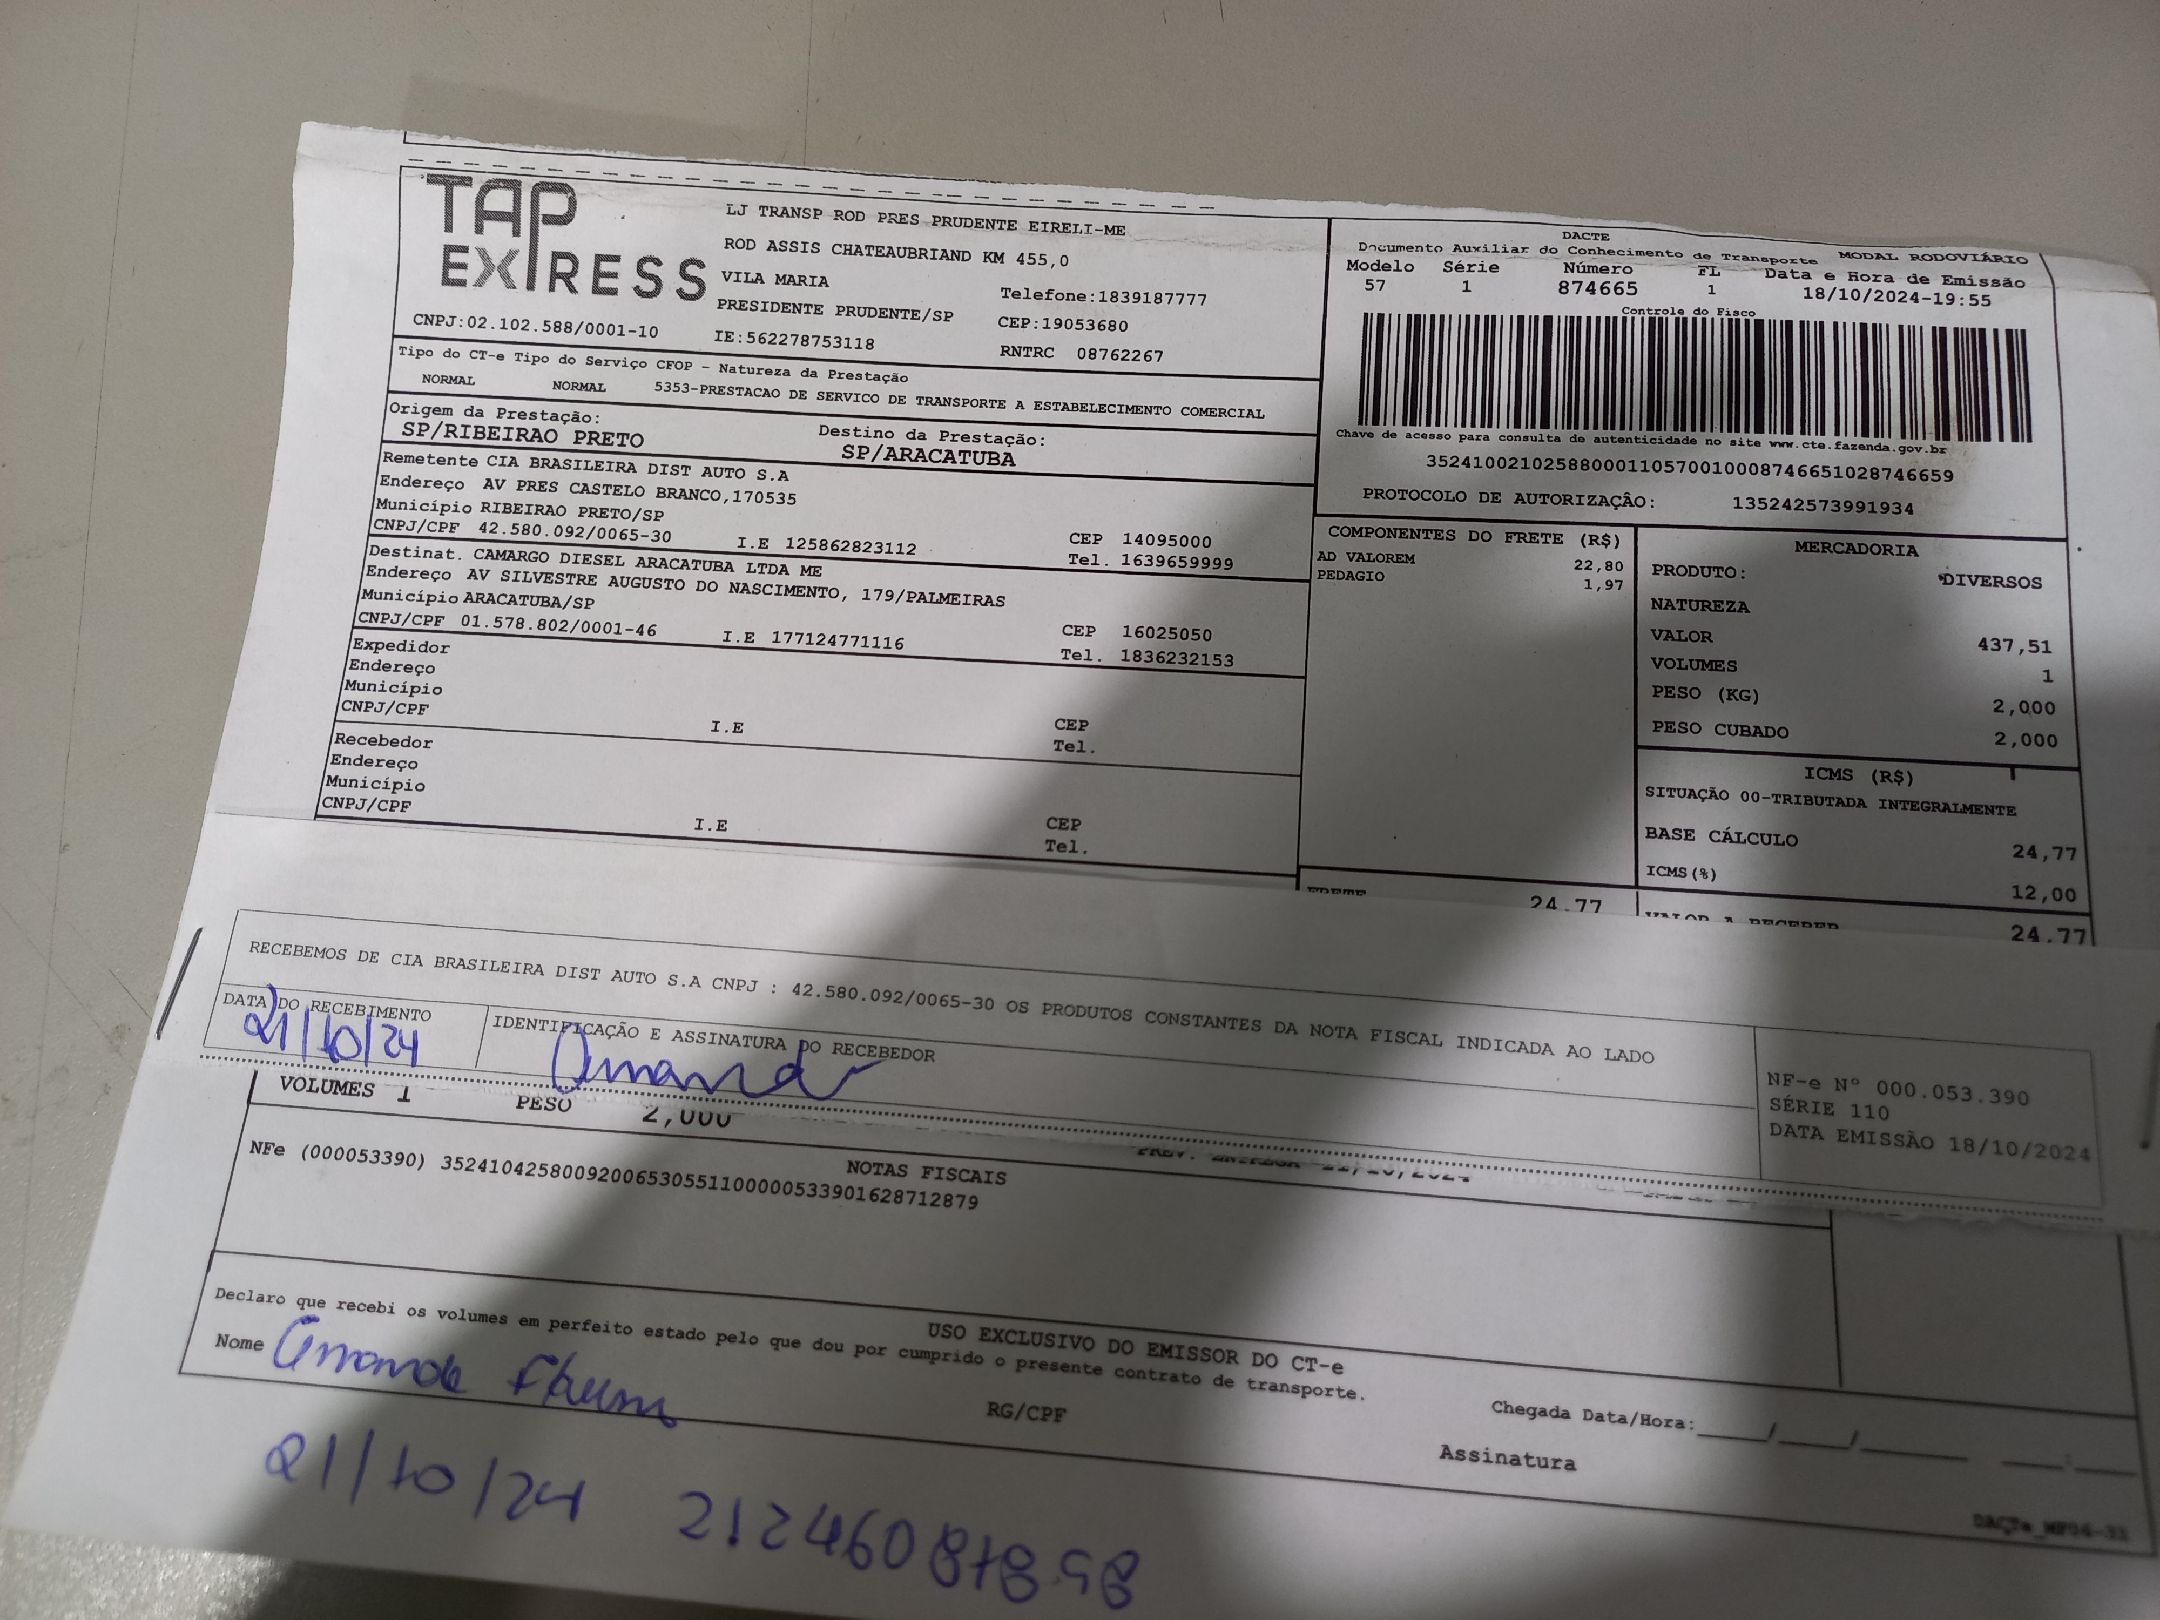 TAP
EXPRESS
LJ TRANSP ROD PRES PRUDENTE EIRELI-ME
ROD ASSIS CHATEAUBRIAND KM 455,0
VILA MARIA
Telefone:1839187777
PRESIDENTE PRUDENTE/SP
CEP:19053680
CNPJ:02.102.588/0001-10
IE:562278753118
RNTRC 08762267
DACTE
Documento Auxiliar do Conhecimento de Transporte MODAL RODOVIÁRIO
Modelo Série Número FL Data e Hora de Emissão
57 1 874665 1 18/10/2024-19:55
Controle do Fisco
Chave de acesso para consulta de autenticidade no site www.cte.fazenda.gov.br
35241002102588000110570010008746651028746659
PROTOCOLO DE AUTORIZAÇÃO: 135242573991934
Tipo do CT-e Tipo do Serviço CFOP - Natureza da Prestação
NORMAL NORMAL 5353-PRESTACAO DE SERVICO DE TRANSPORTE A ESTABELECIMENTO COMERCIAL
Origem da Prestação: Destino da Prestação:
SP/RIBEIRAO PRETO SP/ARACATUBA
Remetente CIA BRASILEIRA DIST AUTO S.A
Endereço AV PRES CASTELO BRANCO,170535
Município RIBEIRAO PRETO/SP CEP 14095000
CNPJ/CPF 42.580.092/0065-30 I.E 125862823112 Tel. 1639659999
Destinat. CAMARGO DIESEL ARACATUBA LTDA ME
Endereço AV SILVESTRE AUGUSTO DO NASCIMENTO, 179/PALMEIRAS
Município ARACATUBA/SP CEP 16025050
CNPJ/CPF 01.578.802/0001-46 I.E 177124771116 Tel. 1836232153
Expedidor
Endereço
Município CEP
CNPJ/CPF I.E Tel.
Recebedor
Endereço
Município CEP
CNPJ/CPF I.E Tel.
COMPONENTES DO FRETE (R$)
AD VALOREM 22,80
PEDAGIO 1,97
FRETE 24.77
MERCADORIA
PRODUTO: DIVERSOS
NATUREZA
VALOR 437,51
VOLUMES 1
PESO (KG) 2,000
PESO CUBADO 2,000
ICMS (R$)
SITUAÇÃO 00-TRIBUTADA INTEGRALMENTE
BASE CÁLCULO 24,77
ICMS(%) 12,00
VALOR A RECEBER 24.77
RECEBEMOS DE CIA BRASILEIRA DIST AUTO S.A CNPJ : 42.580.092/0065-30 OS PRODUTOS CONSTANTES DA NOTA FISCAL INDICADA AO LADO
DATA DO RECEBIMENTO IDENTIFICAÇÃO E ASSINATURA DO RECEBEDOR
21/10/24 Amanda
NF-e Nº 000.053.390
SÉRIE 110
DATA EMISSÃO 18/10/2024
VOLUMES 1 PESO 2,000 PREV. ENTREGA 21/10/2024
NOTAS FISCAIS
NFe (000053390) 35241042580092006530551100000533901628712879
USO EXCLUSIVO DO EMISSOR DO CT-e
Declaro que recebi os volumes em perfeito estado pelo que dou por cumprido o presente contrato de transporte.
Nome Amanda RG/CPF Chegada Data/Hora:____/____/______ ____:____
Assinatura
21/10/24 21246087858